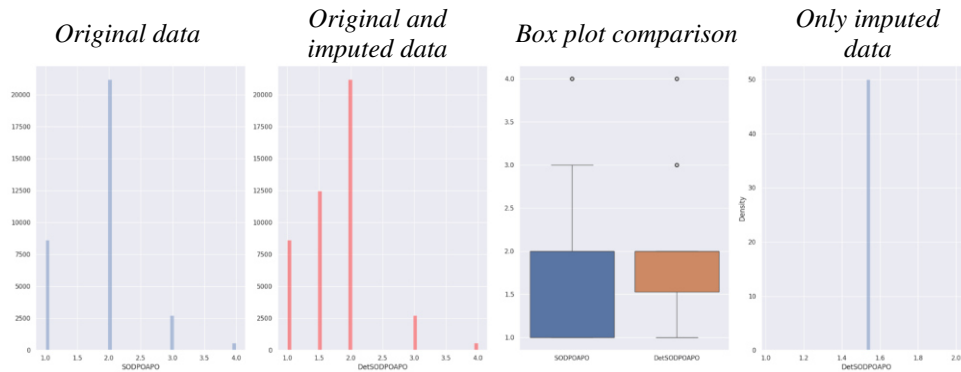 Original data
Original and
imputed data
Box plot comparison
Only imputed
data
20000
17500
15000
12500
10000
7500
5000
2500
0
1.0 1.5 2.0 2.5 3.0 3.5 4.0
SODPOAPO
20000
17500
15000
12500
10000
7500
5000
2500
0
1.0 1.5 2.0 2.5 3.0 3.5 4.0
DetSODPOAPO
4.0
3.5
3.0
2.5
2.0
1.5
1.0
SODPOAPO DetSODPOAPO
50
40
30
20
10
0
Density
1.0 1.2 1.4 1.6 1.8 2.0
DetSODPOAPO